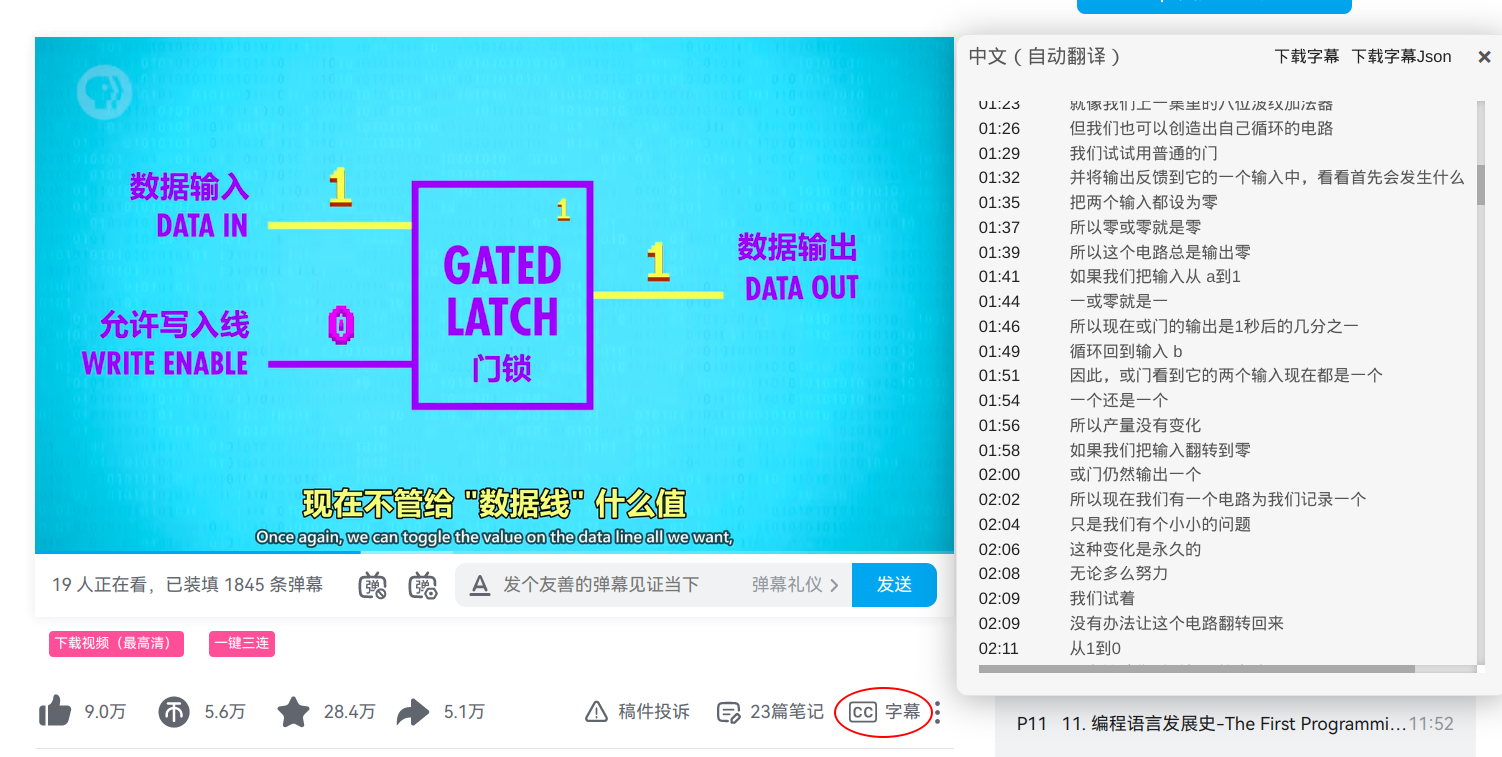 数据输入
DATA IN
1
1
GATED
LATCH
门锁
1
数据输出
DATA OUT
允许写入线
WRITE ENABLE
0
现在不管给 "数据线" 什么值
Once again, we can toggle the value on the data line all we want,
19 人正在看，已装填 1845 条弹幕
弹
弹
A 发个友善的弹幕见证当下
弹幕礼仪 >
发送
下载视频（最高清）
一键三连
9.0万
5.6万
28.4万
5.1万
稿件投诉
23篇笔记
CC 字幕
中文（自动翻译）
下载字幕 下载字幕Json ×
01:23 就像我们上一集里的八位波纹加法器
01:26 但我们也可以创造出自己循环的电路
01:29 我们试试用普通的门
01:32 并将输出反馈到它的一个输入中，看看首先会发生什么
01:35 把两个输入都设为零
01:37 所以零或零就是零
01:39 所以这个电路总是输出零
01:41 如果我们把输入从 a到1
01:44 一或零就是一
01:46 所以现在或门的输出是1秒后的几分之一
01:49 循环回到输入 b
01:51 因此，或门看到它的两个输入现在都是一个
01:54 一个还是一个
01:56 所以产量没有变化
01:58 如果我们把输入翻转到零
02:00 或门仍然输出一个
02:02 所以现在我们有一个电路为我们记录一个
02:04 只是我们有个小小的问题
02:06 这种变化是永久的
02:08 无论多么努力
02:09 我们试着
02:09 没有办法让这个电路翻转回来
02:11 从1到0
P11 11. 编程语言发展史-The First Programmi... 11:52